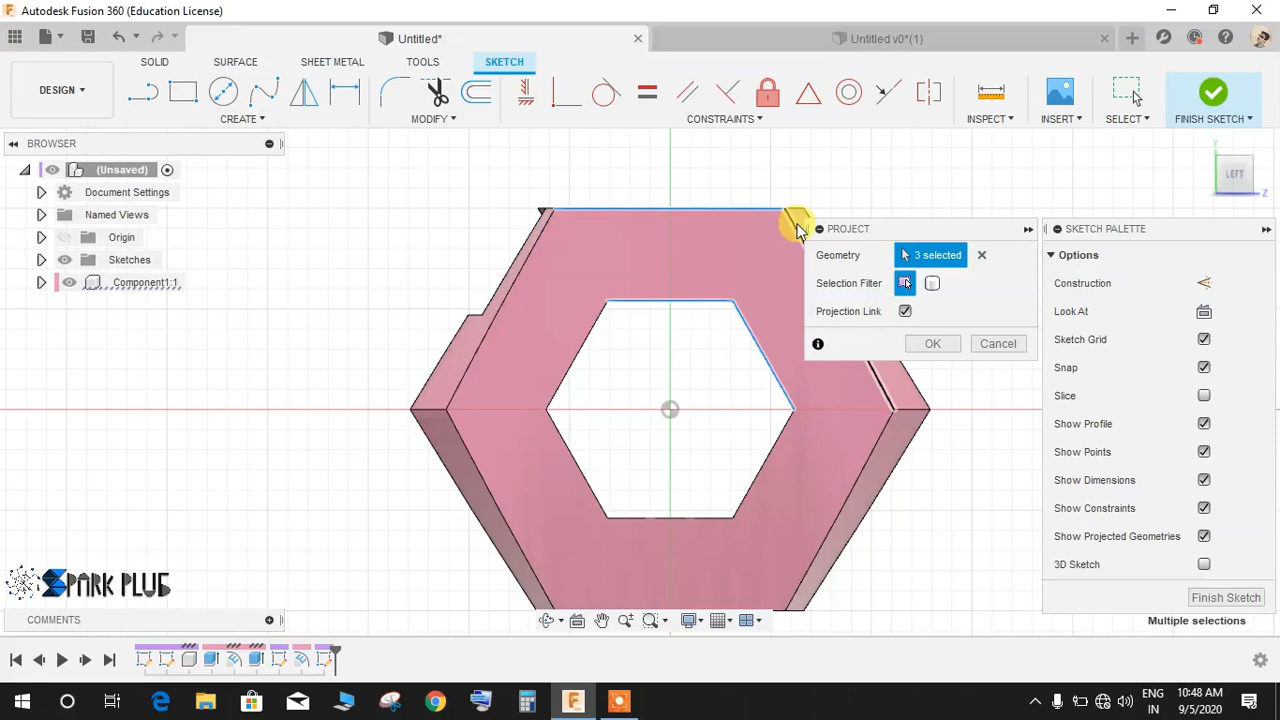 Autodesk Fusion 360 (Education License)
Untitled*
Untitled v0*(1)
SOLID
SURFACE
SHEET METAL
TOOLS
SKETCH
DESIGN
CREATE
MODIFY
CONSTRAINTS
INSPECT
INSERT
SELECT
FINISH SKETCH
BROWSER
(Unsaved)
Document Settings
Named Views
Origin
Sketches
Component1:1
Y
LEFT
Z
PROJECT
Geometry
3 selected
Selection Filter
Projection Link
OK
Cancel
SKETCH PALETTE
Options
Construction
Look At
Sketch Grid
Snap
Slice
Show Profile
Show Points
Show Dimensions
Show Constraints
Show Projected Geometries
3D Sketch
Finish Sketch
SPARK PLUG
COMMENTS
Multiple selections
ENG
IN
10:48 AM
9/5/2020